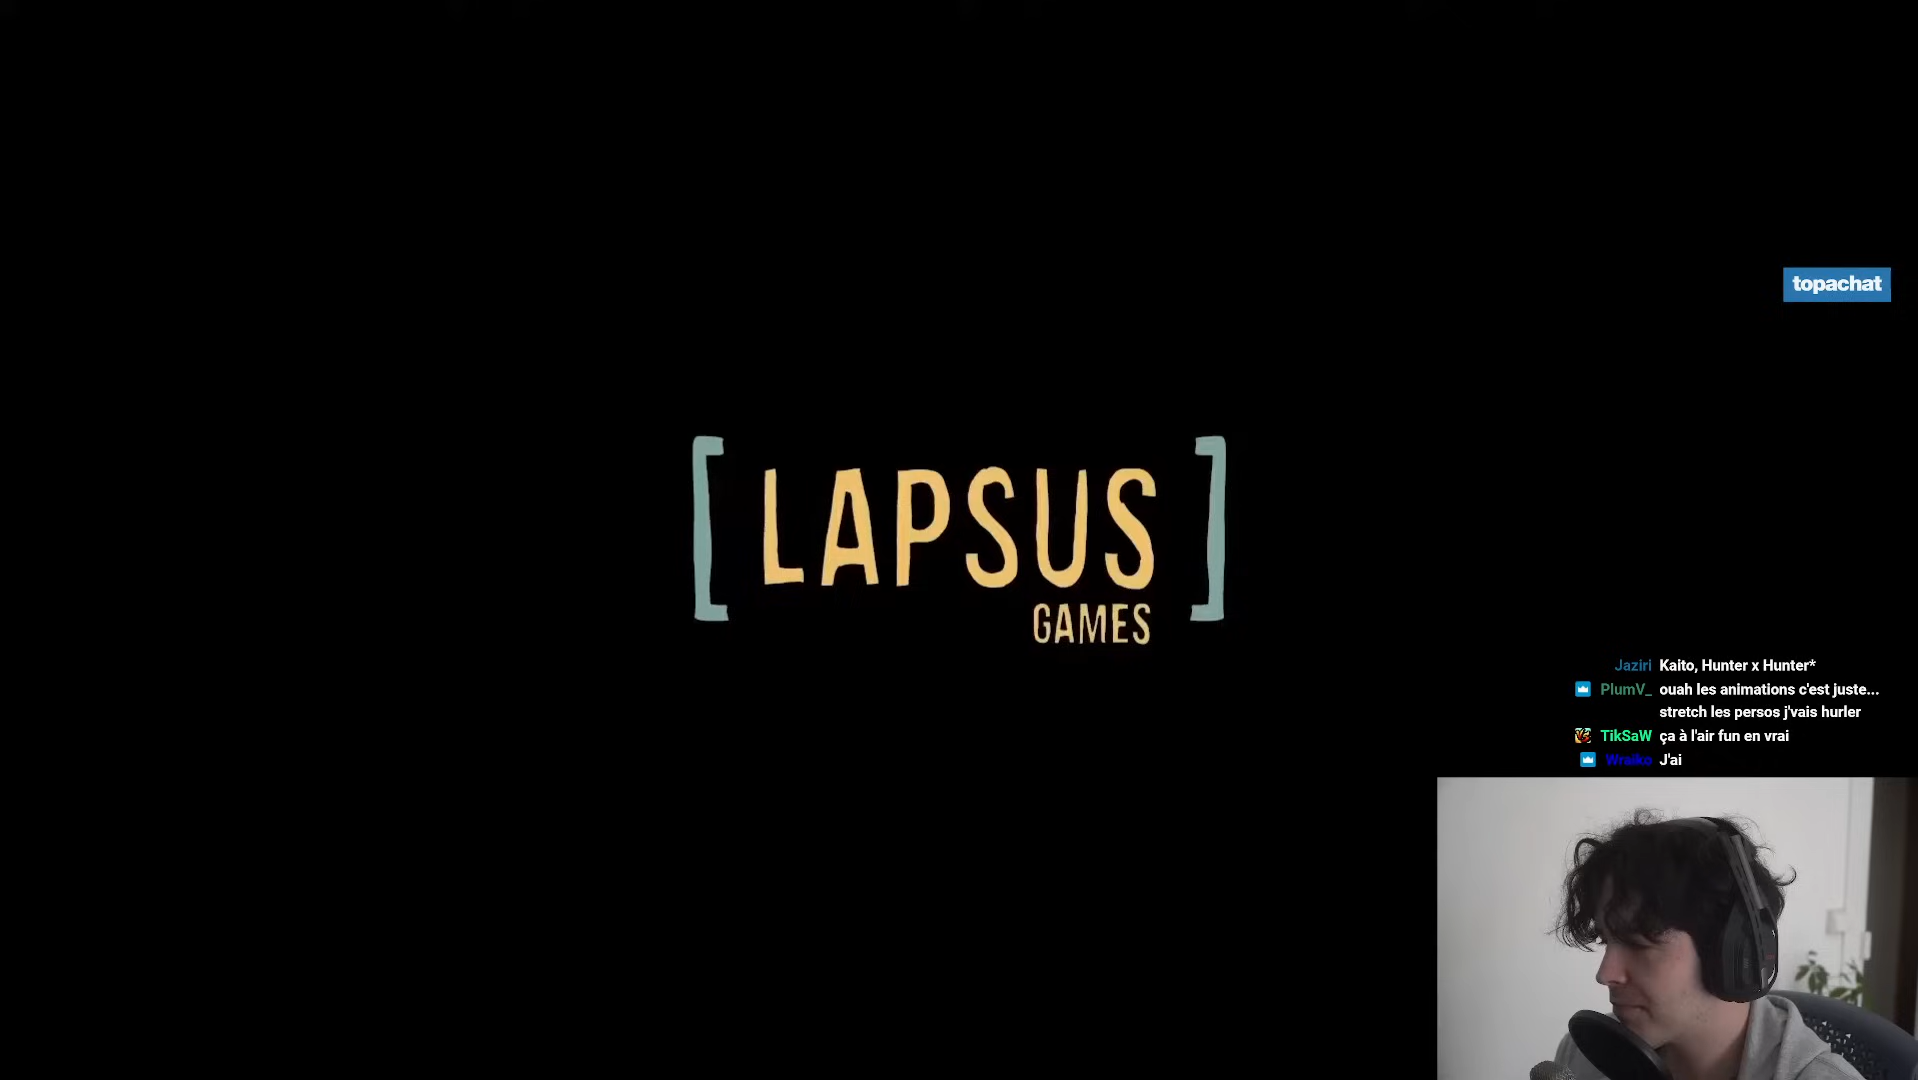 topachat
LAPSUS
GAMES
Jaziri Kaito, Hunter x Hunter*
PlumV_ ouah les animations c'est juste...
stretch les persos j'vais hurler
TikSaW ça à l'air fun en vrai
Wraiko J'ai